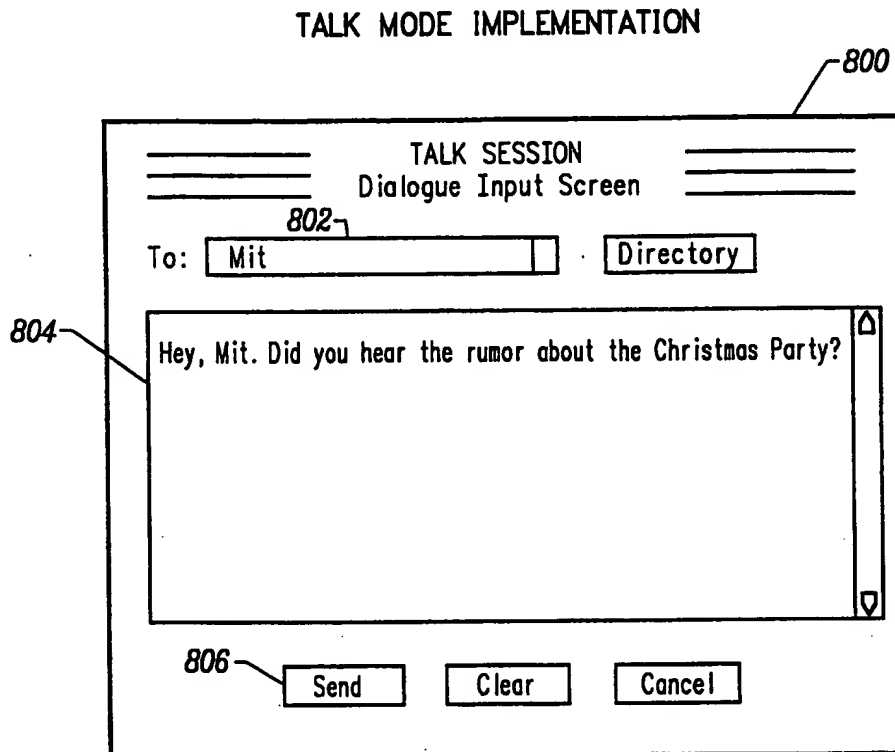 TALK MODE IMPLEMENTATION
800
TALK SESSION
Dialogue Input Screen
802
To: Mit Directory
804
Hey, Mit. Did you hear the rumor about the Christmas Party?
806
Send Clear Cancel